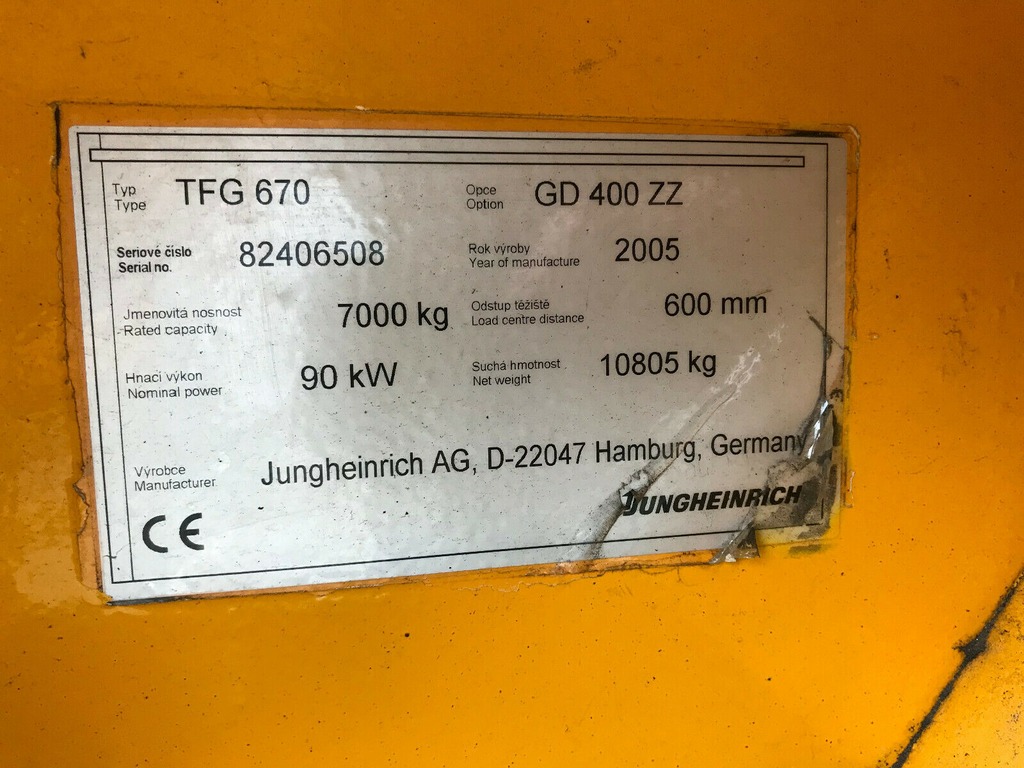 Typ TFG 670 Opce GD 400 ZZ
Type Option
Seriové číslo 82406508 Rok výroby 2005
Serial no. Year of manufacture
Jmenovitá nosnost 7000 kg Odstup těžiště 600 mm
Rated capacity Load centre distance
Hnací výkon 90 kW Suchá hmotnost 10805 kg
Nominal power Net weight
Výrobce Jungheinrich AG, D-22047 Hamburg, Germany
Manufacturer
JUNGHEINRICH
CE